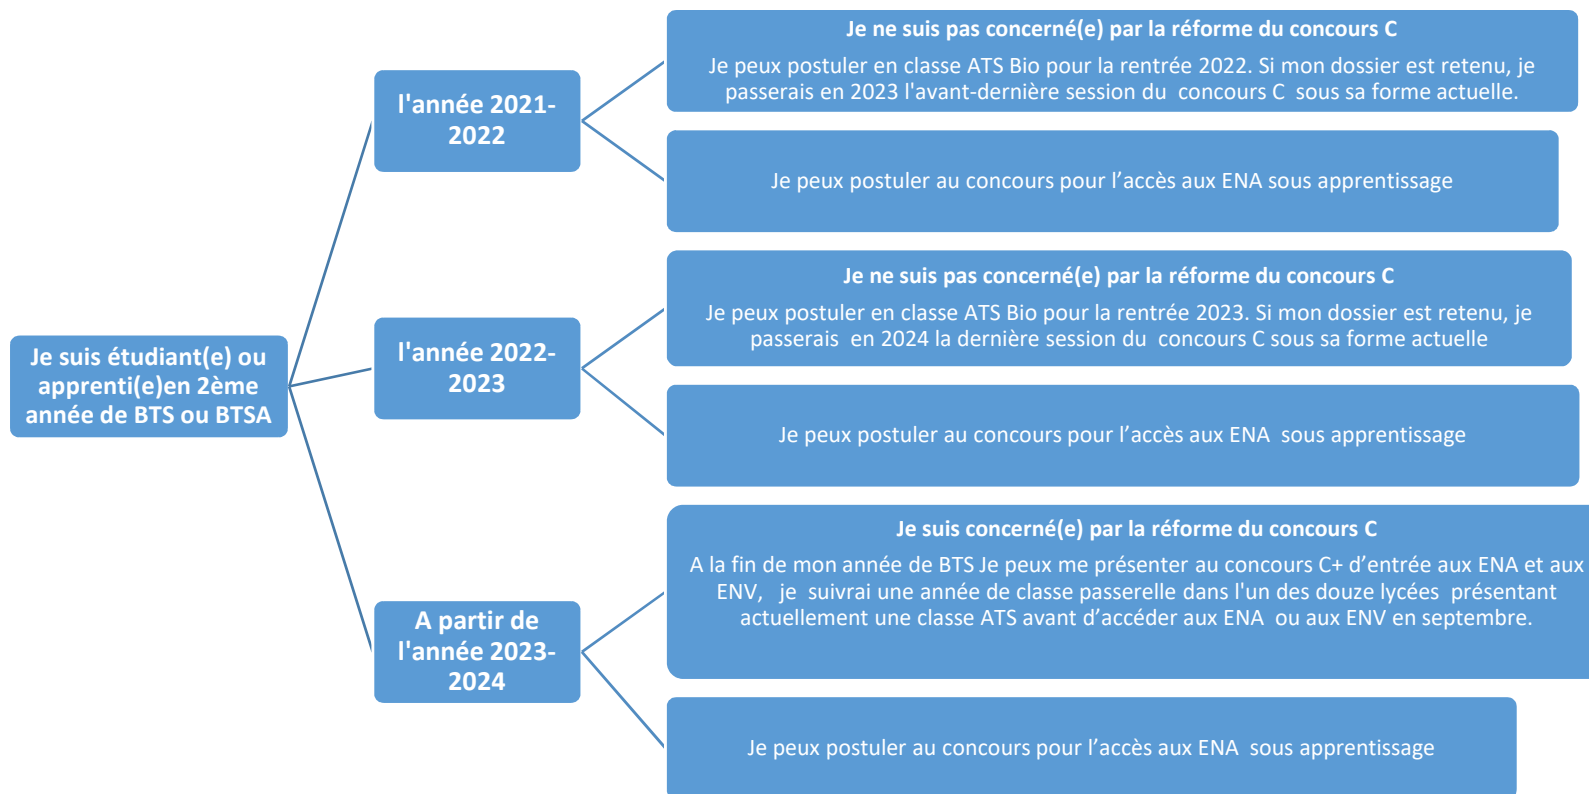 Je suis étudiant(e) ou
apprenti(e)en 2ème
année de BTS ou BTSA
l'année 2021-
2022
Je ne suis pas concerné(e) par la réforme du concours C
Je peux postuler en classe ATS Bio pour la rentrée 2022. Si mon dossier est retenu, je
passerais en 2023 l'avant-dernière session du  concours C  sous sa forme actuelle.
Je peux postuler au concours pour l’accès aux ENA sous apprentissage
l'année 2022-
2023
Je ne suis pas concerné(e) par la réforme du concours C
Je peux postuler en classe ATS Bio pour la rentrée 2023. Si mon dossier est retenu, je
passerais  en 2024 la dernière session du  concours C sous sa forme actuelle
Je peux postuler au concours pour l’accès aux ENA  sous apprentissage
A partir de
l'année 2023-
2024
Je suis concerné(e) par la réforme du concours C
A la fin de mon année de BTS Je peux me présenter au concours C+ d’entrée aux ENA et aux
ENV,   je  suivrai une année de classe passerelle dans l'un des douze lycées  présentant
actuellement une classe ATS avant d’accéder aux ENA  ou aux ENV en septembre.
Je peux postuler au concours pour l’accès aux ENA  sous apprentissage